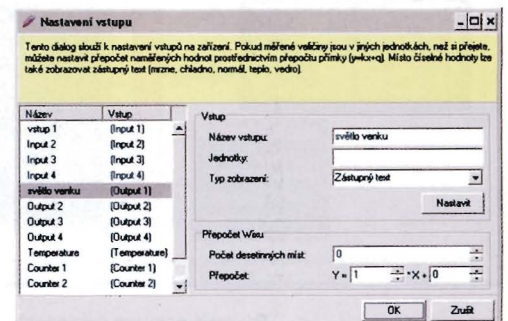 Nastavení vstupu
Tento dialog slouží k nastavení vstupů na zařízení. Pokud měřené veličiny jsou v jiných jednotkách, než si přejete,
můžete nastavit přepočet naměřených hodnot prostřednictvím přepočtu přímky (y=kx+q). Místo číselné hodnoty lze
také zobrazovat zástupný text (mrzne, chladno, normál, teplo, vedro).
Název Vstup
vstup 1 (Input 1)
Input 2 (Input 2)
Input 3 (Input 3)
Input 4 (Input 4)
světlo venku (Output 1)
Output 2 (Output 2)
Output 3 (Output 3)
Output 4 (Output 4)
Temperature (Temperature)
Counter 1 (Counter 1)
Counter 2 (Counter 2)
Vstup
Název vstupu: světlo venku
Jednotky:
Typ zobrazení: Zástupný text
Nastavit
Přepočet Wixu
Počet desetinných míst: 0
Přepočet: Y = 1 *X + 0
OK Zrušit